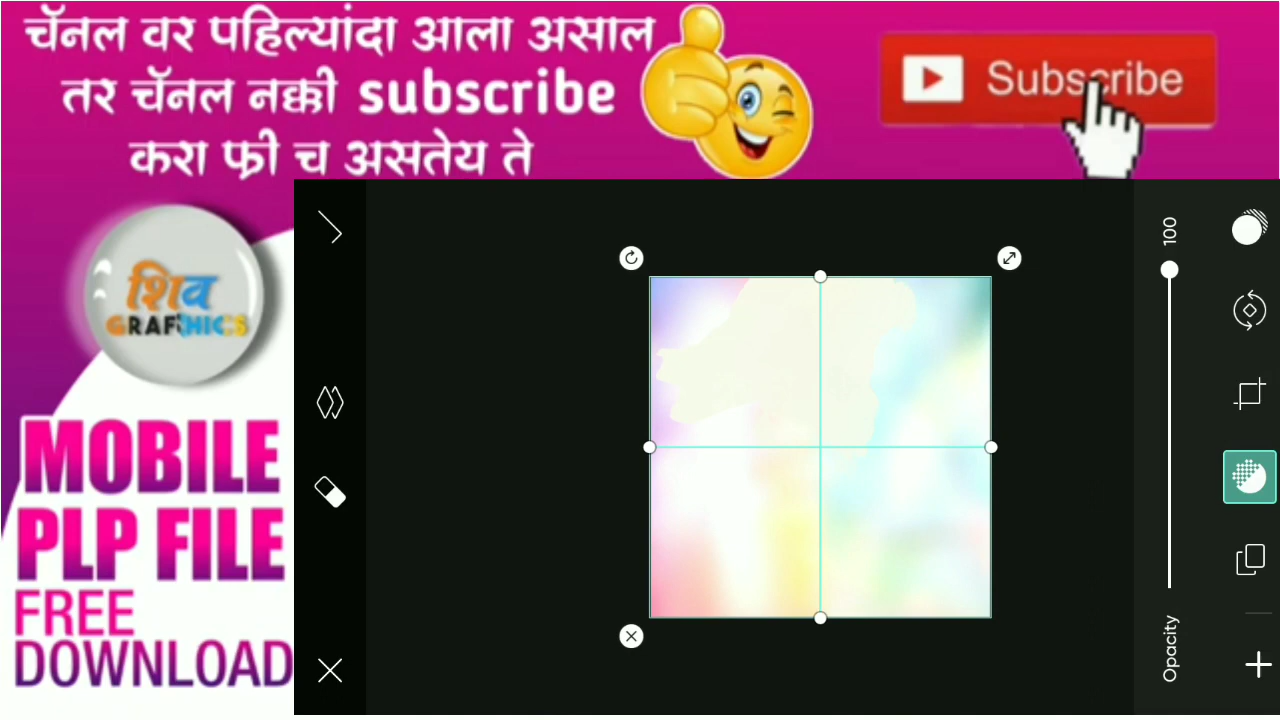 चॅनल वर पहिल्यांदा आला असाल
तर चॅनल नक्की subscribe
करा फ्री च असतेय ते
Subscribe
शिव
GRAFHICS
MOBILE
PLP FILE
FREE
DOWNLOAD
100
Opacity